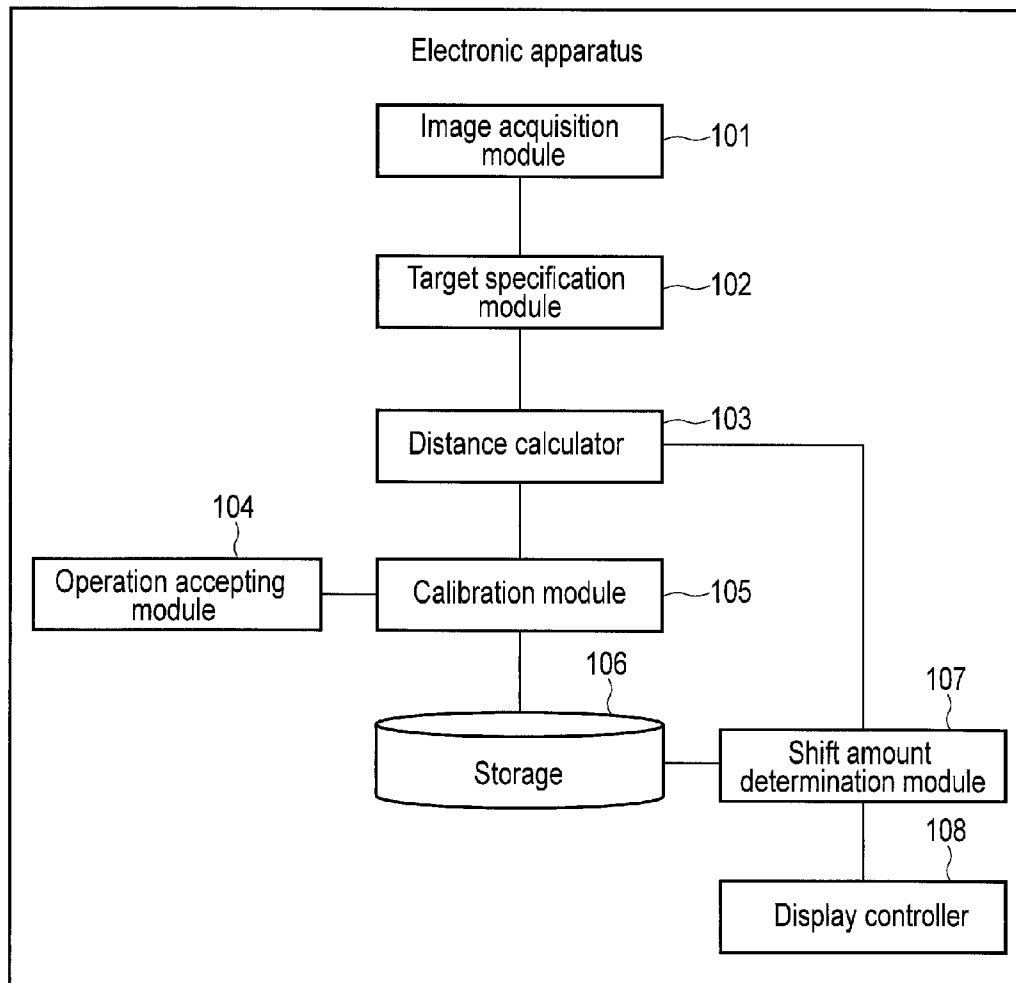 Electronic apparatus
Image acquisition
module
101
Target specification
module
102
103
Distance calculator
104
Operation accepting
module
Calibration module
105
106
Storage
107
Shift amount
determination module
108
Display controller